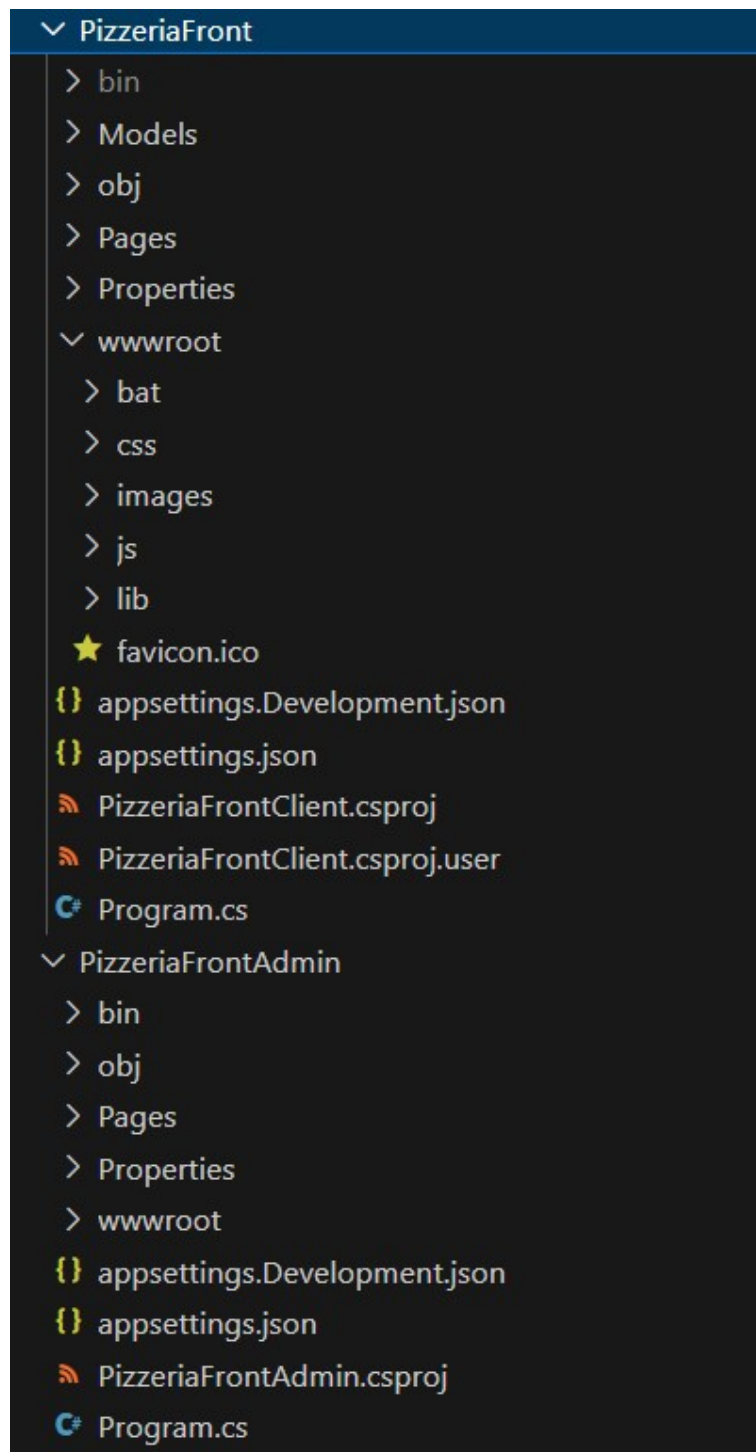 PizzeriaFront
bin
Models
obj
Pages
Properties
wwwroot
bat
css
images
js
lib
favicon.ico
{} appsettings.Development.json
{} appsettings.json
PizzeriaFrontClient.csproj
PizzeriaFrontClient.csproj.user
C# Program.cs
PizzeriaFrontAdmin
bin
obj
Pages
Properties
wwwroot
{} appsettings.Development.json
{} appsettings.json
PizzeriaFrontAdmin.csproj
C# Program.cs